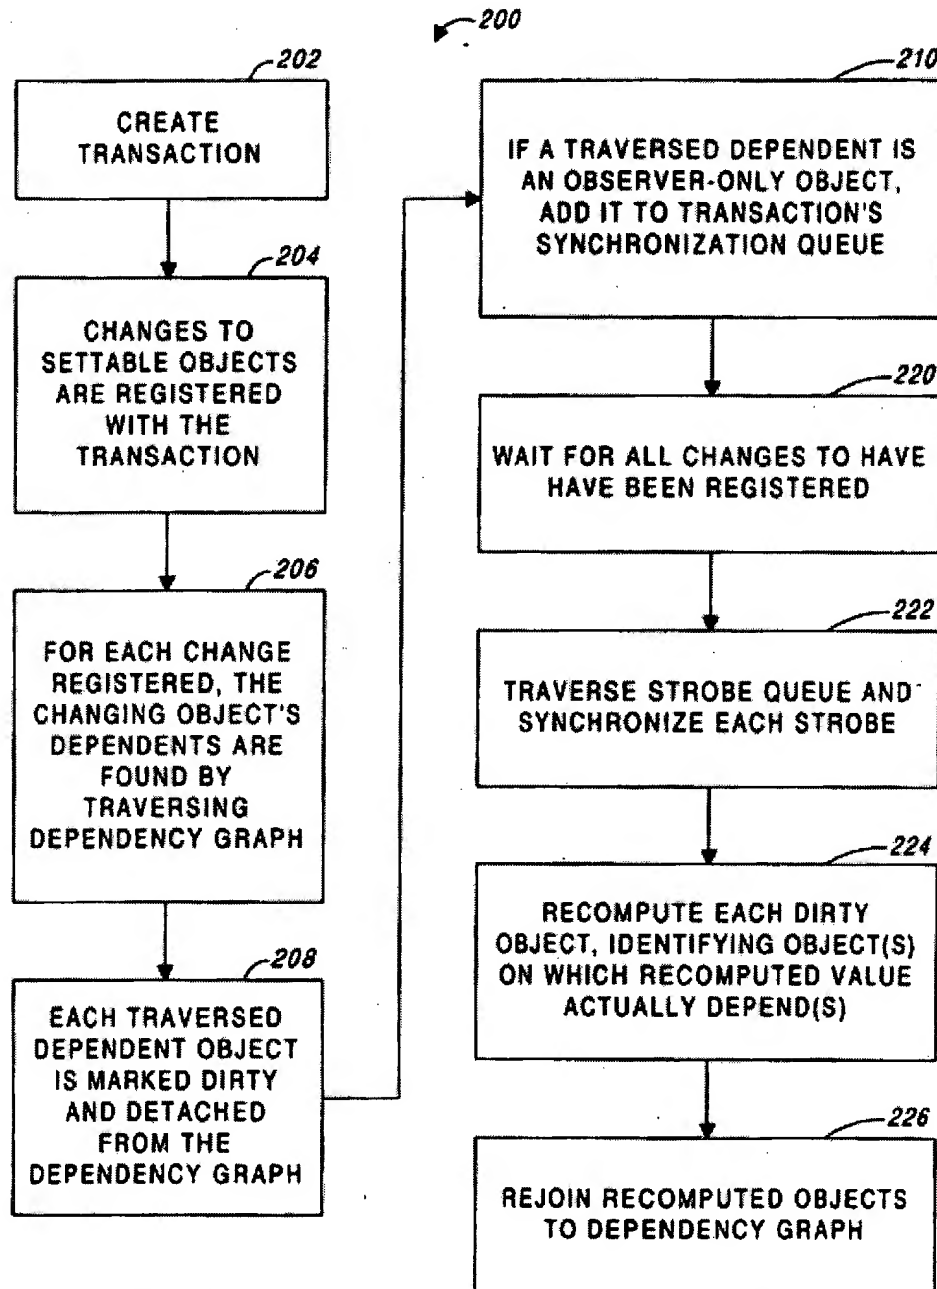 200
202
CREATE
TRANSACTION
204
CHANGES TO
SETTABLE OBJECTS
ARE REGISTERED
WITH THE
TRANSACTION
206
FOR EACH CHANGE
REGISTERED, THE
CHANGING OBJECT'S
DEPENDENTS ARE
FOUND BY
TRAVERSING
DEPENDENCY GRAPH
208
EACH TRAVERSED
DEPENDENT OBJECT
IS MARKED DIRTY
AND DETACHED
FROM THE
DEPENDENCY GRAPH
210
IF A TRAVERSED DEPENDENT IS
AN OBSERVER-ONLY OBJECT,
ADD IT TO TRANSACTION'S
SYNCHRONIZATION QUEUE
220
WAIT FOR ALL CHANGES TO HAVE
HAVE BEEN REGISTERED
222
TRAVERSE STROBE QUEUE AND
SYNCHRONIZE EACH STROBE
224
RECOMPUTE EACH DIRTY
OBJECT, IDENTIFYING OBJECT(S)
ON WHICH RECOMPUTED VALUE
ACTUALLY DEPEND(S)
226
REJOIN RECOMPUTED OBJECTS
TO DEPENDENCY GRAPH